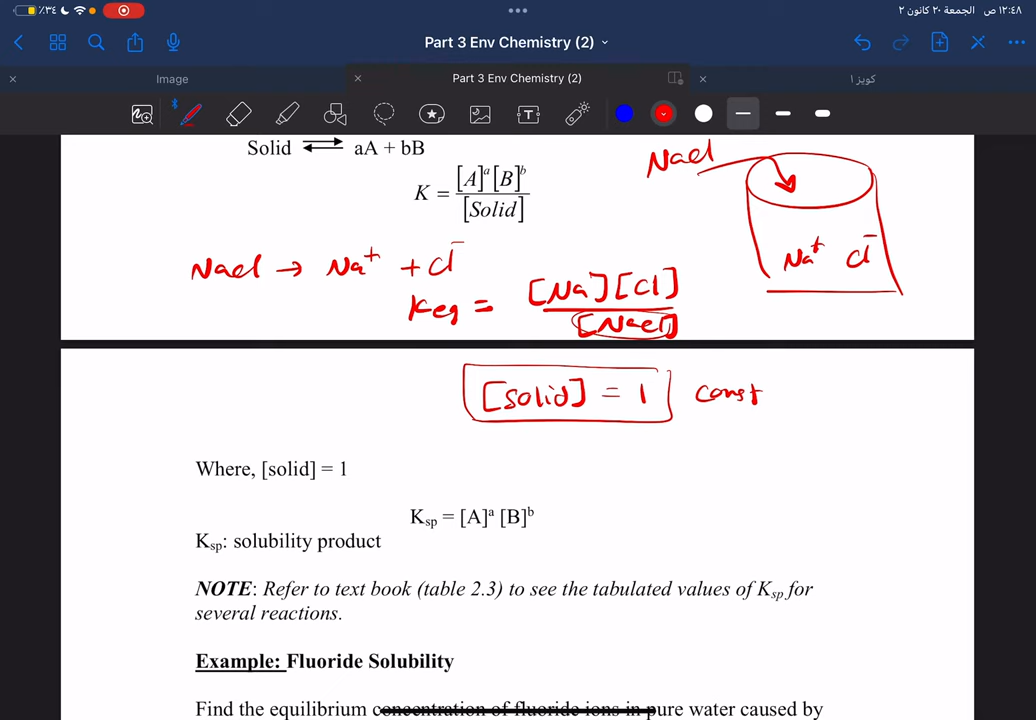 ٪٣٤ ١٢:٤٨ ص الجمعة ٢٠ كانون ٢
Part 3 Env Chemistry (2)
Image Part 3 Env Chemistry (2) كويز ١
Solid ⇌ aA + bB
K = [A]ᵃ[B]ᵇ / [Solid]
Nacl
Na⁺ Cl⁻
Nacl → Na⁺ + Cl⁻
Keq = [Na][Cl] / [Nacl]
[solid] = 1 const
Where, [solid] = 1
Ksp = [A]ᵃ [B]ᵇ
Ksp: solubility product
NOTE: Refer to text book (table 2.3) to see the tabulated values of Ksp for
several reactions.
Example: Fluoride Solubility
Find the equilibrium concentration of fluoride ions in pure water caused by